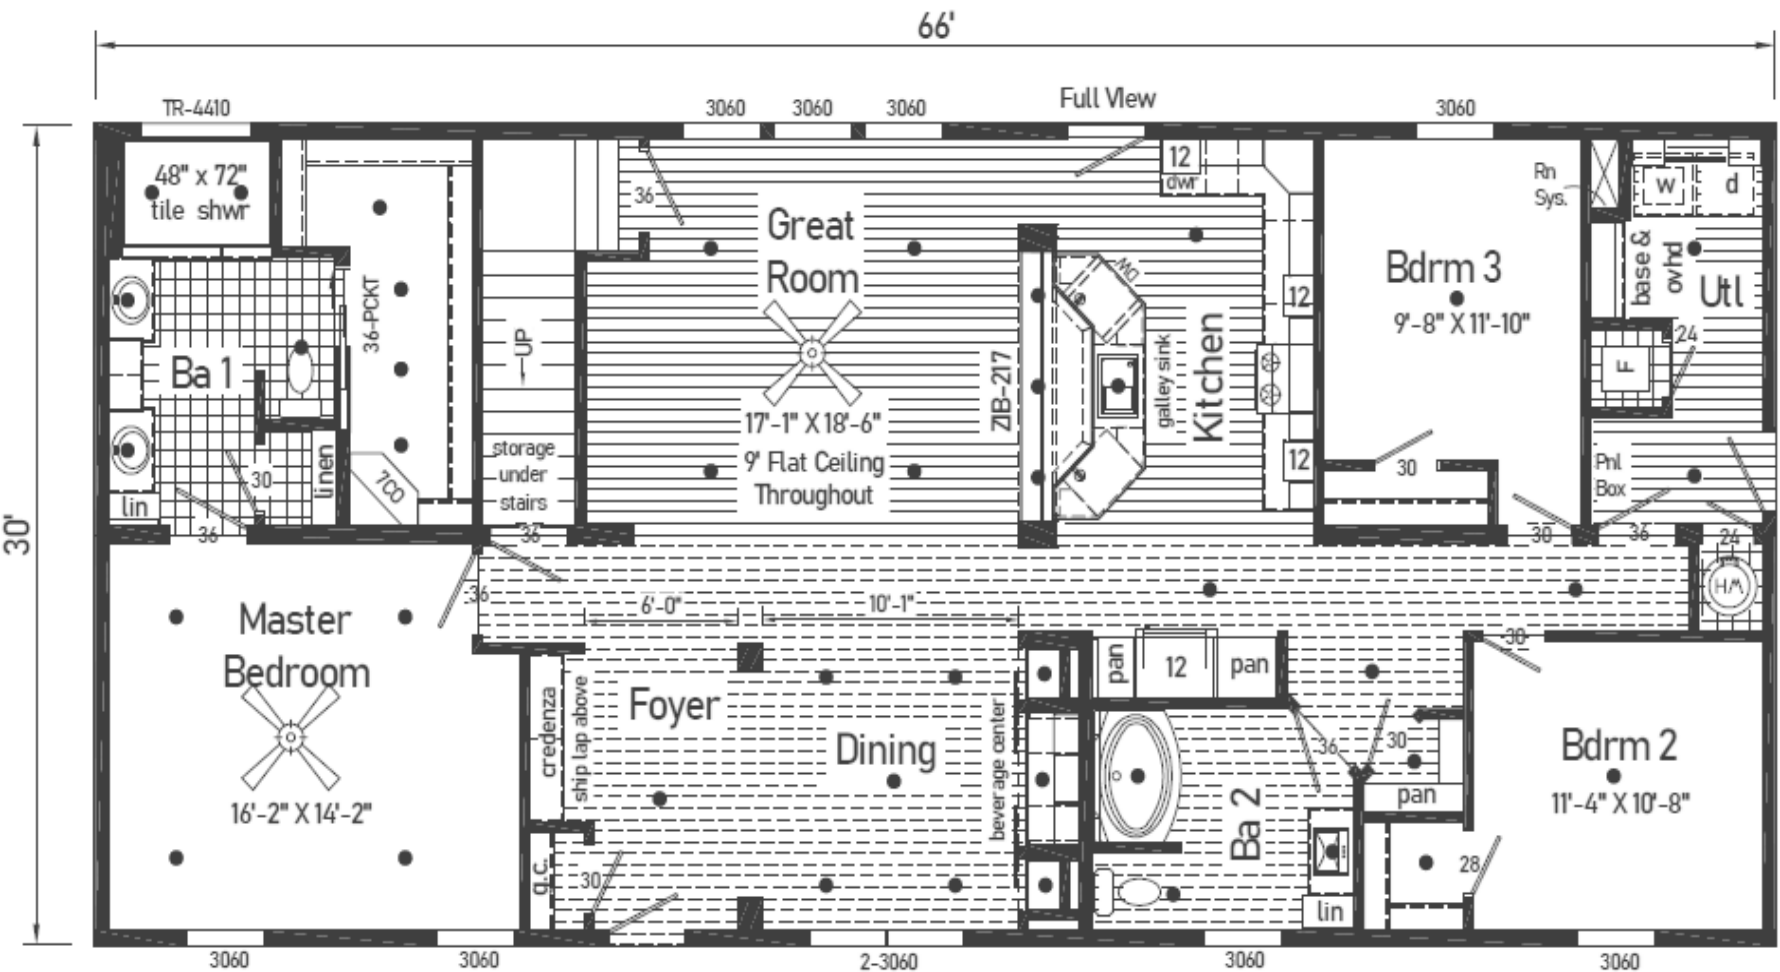 66'
TR-4410
3060
3060
3060
Full View
3060
30'
48" x 72"
tile shwr
36-PCKT
Ba 1
30
linen
lin
36
7C0
UP
storage
under
stairs
36
36
Great
Room
17'-1" X 18'-6"
9' Flat Ceiling
Throughout
ZIB-217
12
dwr
DW
galley sink
Kitchen
12
12
Bdrm 3
9'-8" X 11'-10"
30
Rn
Sys.
w
d
base &
ovhd
Utl
24
F
Pnl
Box
30
36
24
WH
36
6'-0"
10'-1"
Master
Bedroom
16'-2" X 14'-2"
credenza
ship lap above
Foyer
Dining
g.c.
30
beverage center
pan
12
pan
36
30
pan
Ba 2
lin
28
30
Bdrm 2
11'-4" X 10'-8"
3060
3060
2-3060
3060
3060